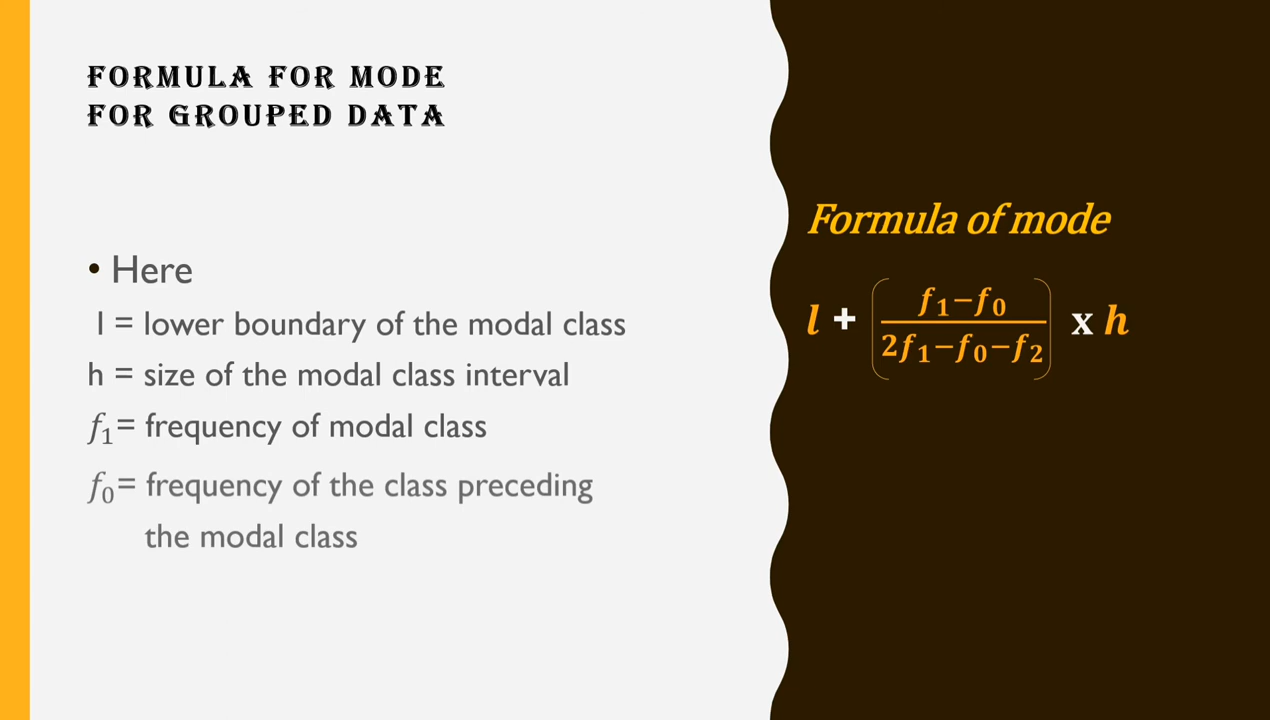 FORMULA FOR MODE
FOR GROUPED DATA
• Here
l = lower boundary of the modal class
h = size of the modal class interval
f₁= frequency of modal class
f₀= frequency of the class preceding
the modal class
Formula of mode
l + (f₁−f₀ / 2f₁−f₀−f₂) x h